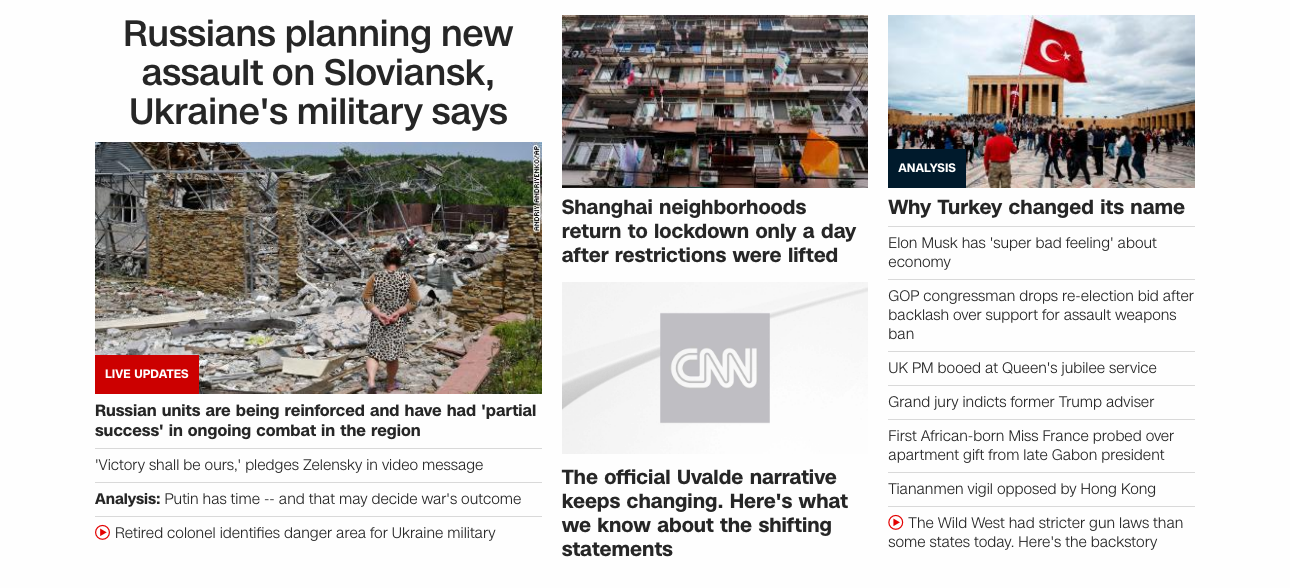 Russians planning new
assault on Sloviansk,
Ukraine's military says
ANDRIY ANDRIYENKO/AP
LIVE UPDATES
Russian units are being reinforced and have had 'partial
success' in ongoing combat in the region
'Victory shall be ours,' pledges Zelensky in video message
Analysis: Putin has time -- and that may decide war's outcome
Retired colonel identifies danger area for Ukraine military
Shanghai neighborhoods
return to lockdown only a day
after restrictions were lifted
CNN
The official Uvalde narrative
keeps changing. Here's what
we know about the shifting
statements
ANALYSIS
Why Turkey changed its name
Elon Musk has 'super bad feeling' about
economy
GOP congressman drops re-election bid after
backlash over support for assault weapons
ban
UK PM booed at Queen's jubilee service
Grand jury indicts former Trump adviser
First African-born Miss France probed over
apartment gift from late Gabon president
Tiananmen vigil opposed by Hong Kong
The Wild West had stricter gun laws than
some states today. Here's the backstory